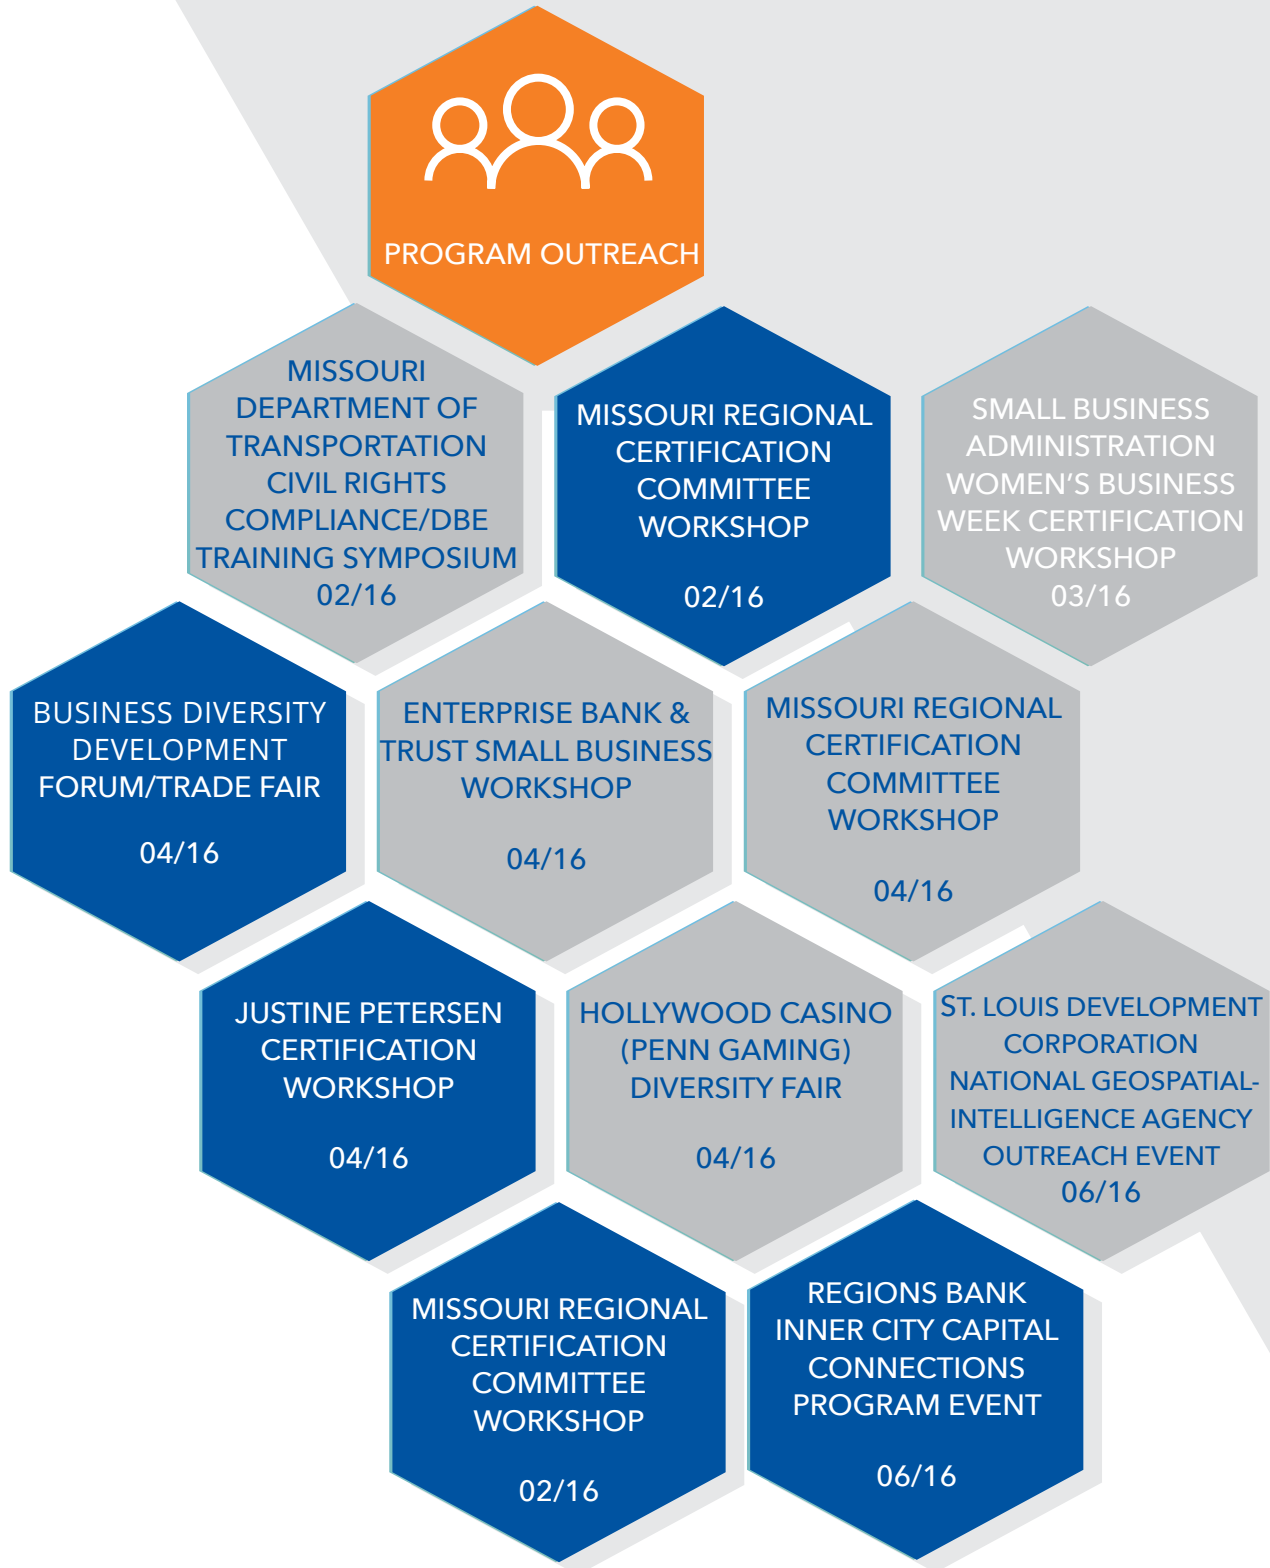 PROGRAM OUTREACH
MISSOURI
DEPARTMENT OF
TRANSPORTATION
CIVIL RIGHTS
COMPLIANCE/DBE
TRAINING SYMPOSIUM
02/16
MISSOURI REGIONAL
CERTIFICATION
COMMITTEE
WORKSHOP
02/16
SMALL BUSINESS
ADMINISTRATION
WOMEN’S BUSINESS
WEEK CERTIFICATION
WORKSHOP
03/16
BUSINESS DIVERSITY
DEVELOPMENT
FORUM/TRADE FAIR
04/16
ENTERPRISE BANK &
TRUST SMALL BUSINESS
WORKSHOP
04/16
MISSOURI REGIONAL
CERTIFICATION
COMMITTEE
WORKSHOP
04/16
JUSTINE PETERSEN
CERTIFICATION
WORKSHOP
04/16
HOLLYWOOD CASINO
(PENN GAMING)
DIVERSITY FAIR
04/16
ST. LOUIS DEVELOPMENT
CORPORATION
NATIONAL GEOSPATIAL-
INTELLIGENCE AGENCY
OUTREACH EVENT
06/16
MISSOURI REGIONAL
CERTIFICATION
COMMITTEE
WORKSHOP
02/16
REGIONS BANK
INNER CITY CAPITAL
CONNECTIONS
PROGRAM EVENT
06/16